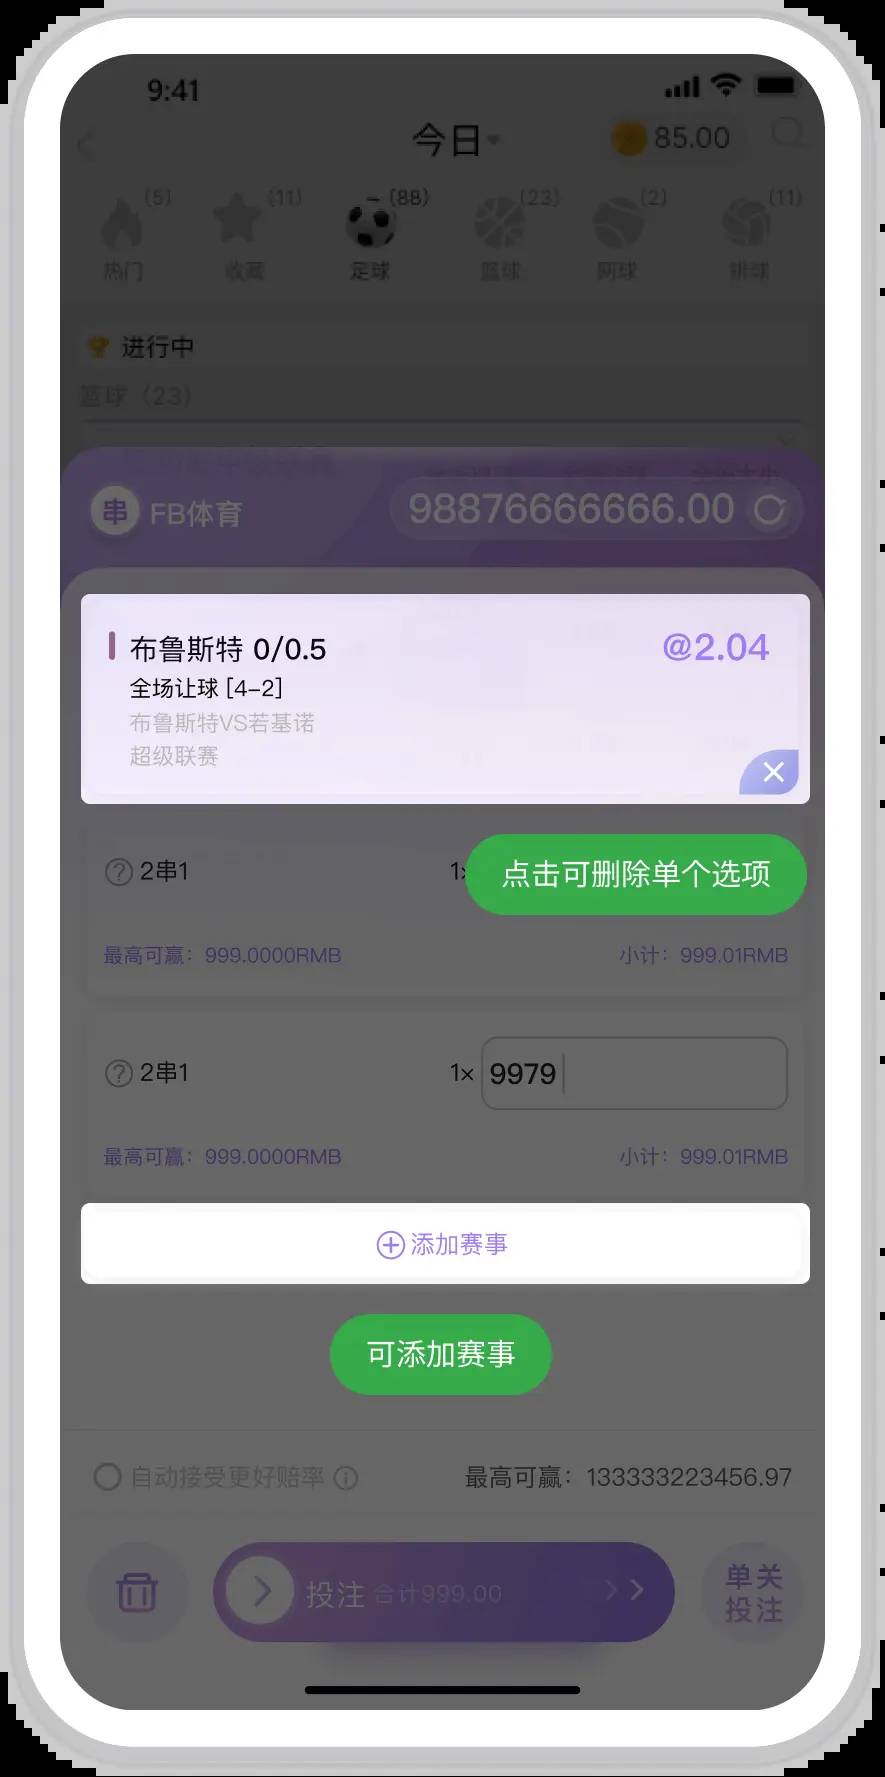 9:41
今日
85.00
(5)
(11)
(88)
(23)
(2)
(11)
热门
收藏
足球
篮球
网球
排球
进行中
篮球（23）
串 FB体育
98876666666.00
布鲁斯特 0/0.5
@2.04
全场让球 [4-2]
布鲁斯特VS若基诺
超级联赛
2串1
1×
点击可删除单个选项
最高可赢：999.0000RMB
小计：999.01RMB
2串1
1× 9979
最高可赢：999.0000RMB
小计：999.01RMB
添加赛事
可添加赛事
自动接受更好赔率
最高可赢：133333223456.97
投注 合计999.00
单关
投注